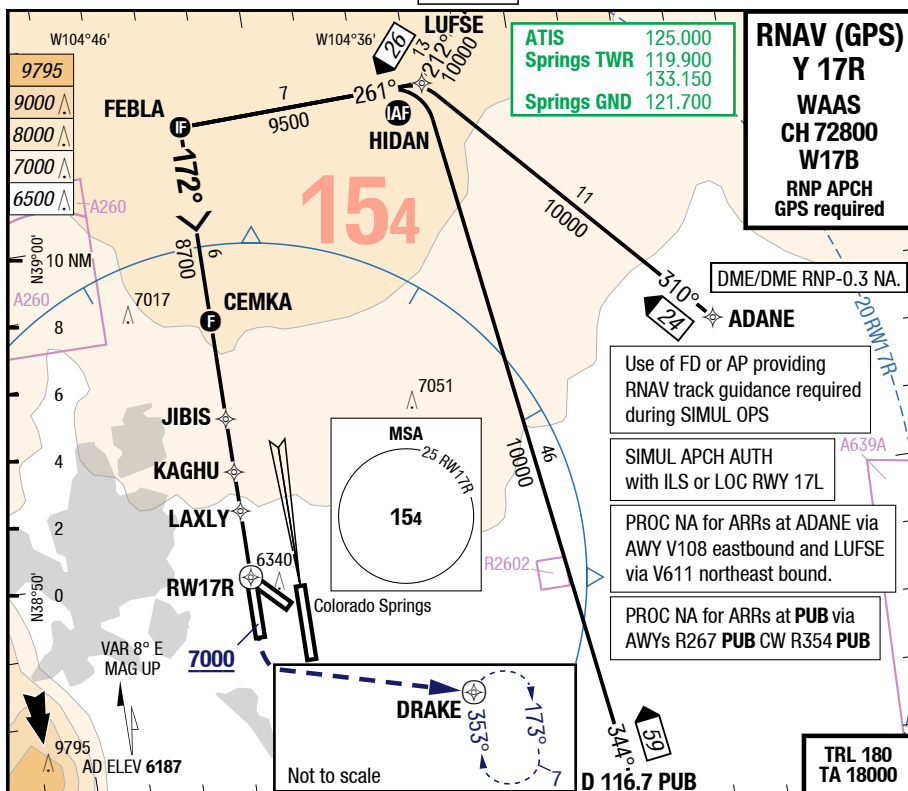 W104°46'
W104°36'
LUFSE
26
13
212°
10000
ATIS 125.000
Springs TWR 119.900
133.150
Springs GND 121.700
RNAV (GPS)
Y 17R
WAAS
CH 72800
W17B
RNP APCH
GPS required
9795
9000
8000
7000
6500
FEBLA
IF
7
9500
261°
IAF
HIDAN
172°
154
11
10000
A260
6
8700
N39°00'
10 NM
A260
7017
CEMKA
F
310°
24
ADANE
DME/DME RNP-0.3 NA.
20 RW17R
8
6
4
2
0
Use of FD or AP providing
RNAV track guidance required
during SIMUL OPS
7051
JIBIS
MSA
25 RW17R
154
46
10000
A639A
SIMUL APCH AUTH
with ILS or LOC RWY 17L
KAGHU
LAXLY
PROC NA for ARRs at ADANE via
AWY V108 eastbound and LUFSE
via V611 northeast bound.
6340
R2602
RW17R
N38°50'
Colorado Springs
PROC NA for ARRs at PUB via
AWYs R267 PUB CW R354 PUB
VAR 8° E
MAG UP
7000
DRAKE
353°
173°
7
344°
59
9795
AD ELEV 6187
Not to scale
D 116.7 PUB
TRL 180
TA 18000